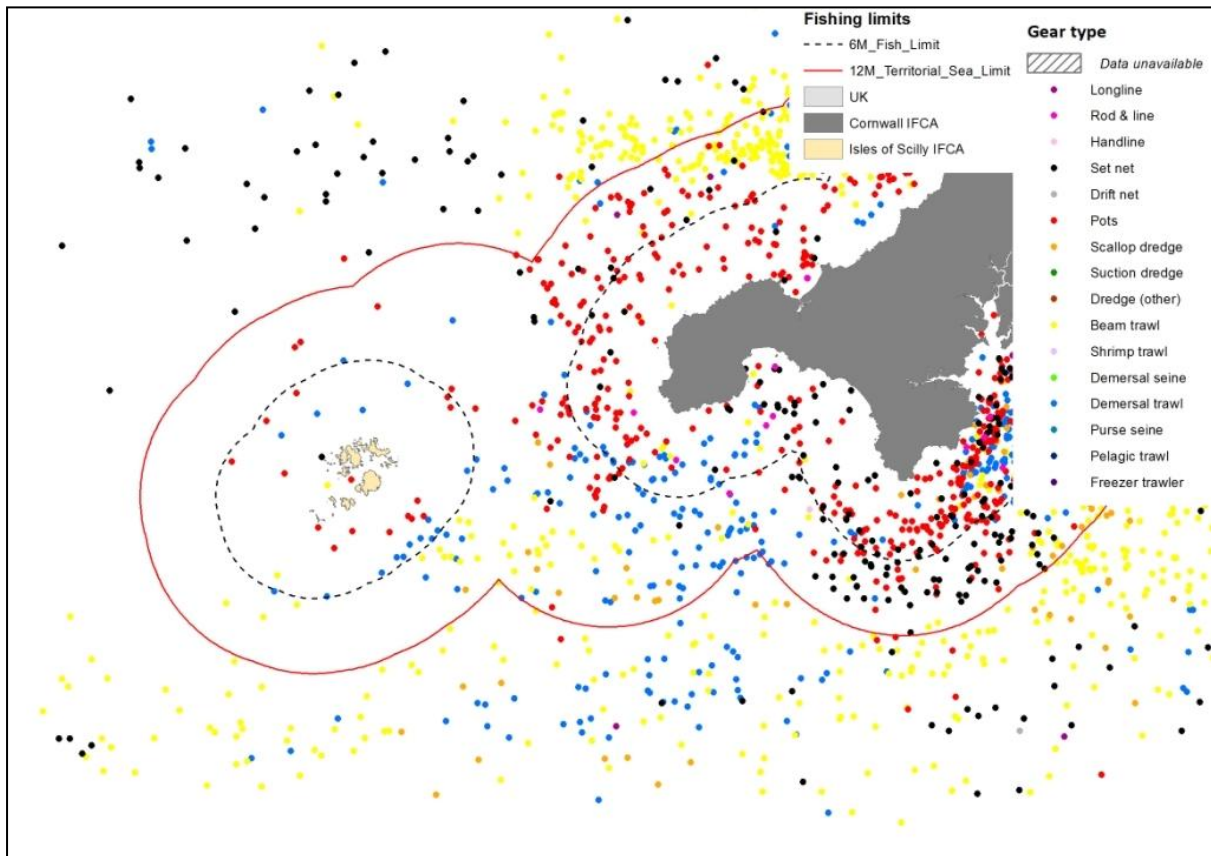 Fishing limits
6M_Fish_Limit
12M_Territorial_Sea_Limit
UK
Cornwall IFCA
Isles of Scilly IFCA
Gear type
Data unavailable
Longline
Rod & line
Handline
Set net
Drift net
Pots
Scallop dredge
Suction dredge
Dredge (other)
Beam trawl
Shrimp trawl
Demersal seine
Demersal trawl
Purse seine
Pelagic trawl
Freezer trawler